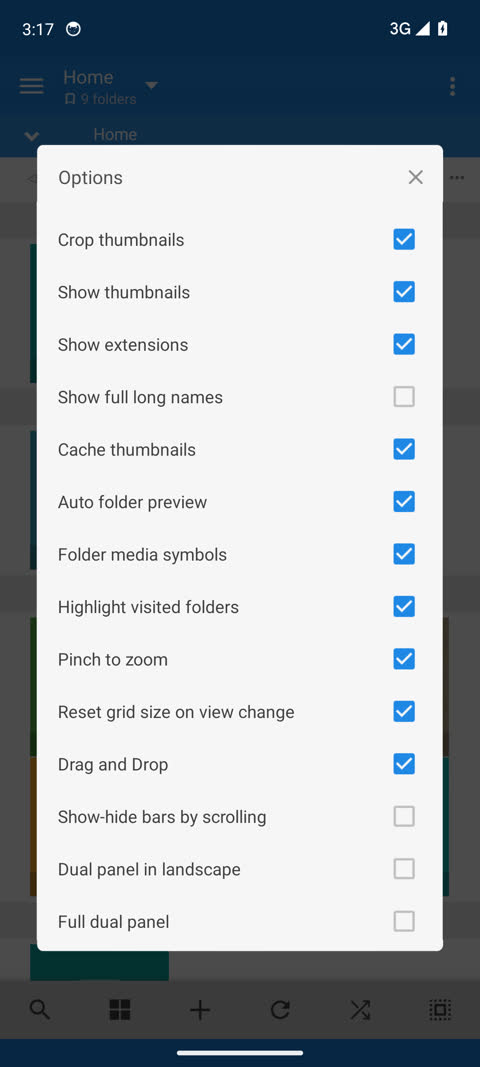 3:17
3G
Home
9 folders
Home
Options
Crop thumbnails
Show thumbnails
Show extensions
Show full long names
Cache thumbnails
Auto folder preview
Folder media symbols
Highlight visited folders
Pinch to zoom
Reset grid size on view change
Drag and Drop
Show-hide bars by scrolling
Dual panel in landscape
Full dual panel